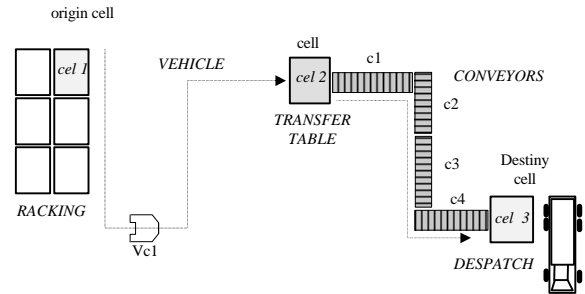 origin cell
cel 1
VEHICLE
cell
cel 2
c1
CONVEYORS
c2
TRANSFER
TABLE
c3
Destiny
cell
c4
cel 3
RACKING
Vc1
DESPATCH